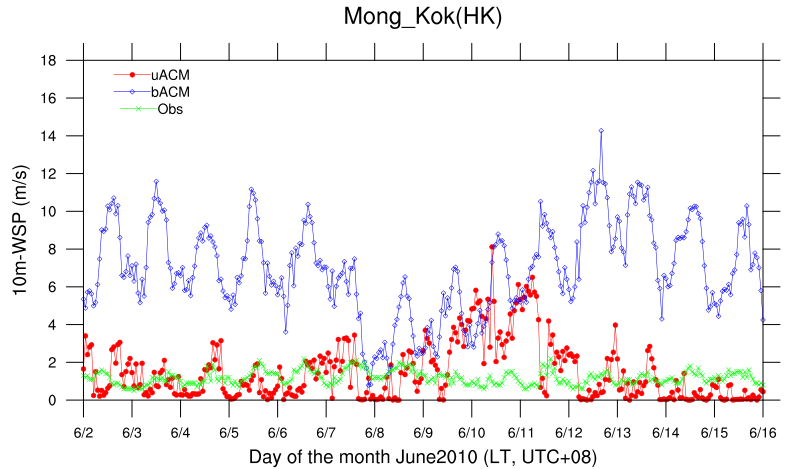 Mong_Kok(HK)
18
16
14
12
10
8
6
4
2
0
10m-WSP (m/s)
uACM
bACM
Obs
6/2 6/3 6/4 6/5 6/6 6/7 6/8 6/9 6/10 6/11 6/12 6/13 6/14 6/15 6/16
Day of the month June2010 (LT, UTC+08)